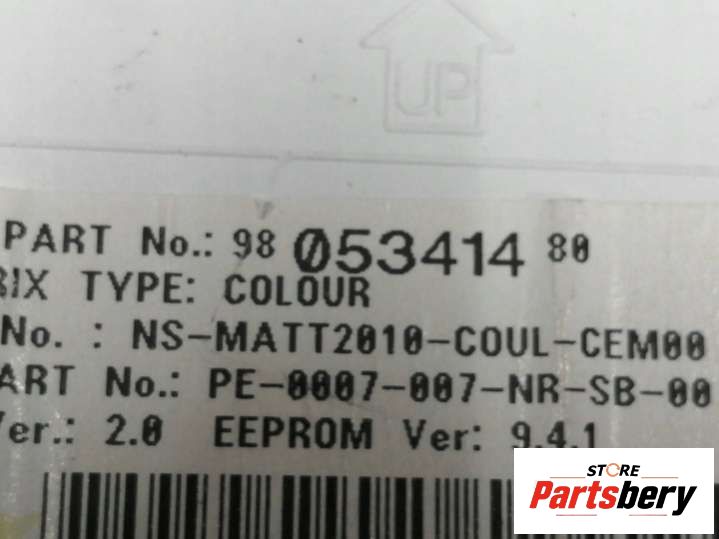 UP
PART No.: 98 053414 80
TYPE: COLOUR
No. : NS-MATT2010-COUL-CEM00
ART No.: PE-0007-007-NR-SB-00
Ver.: 2.0 EEPROM Ver: 9.4.1
STORE
Partsbery